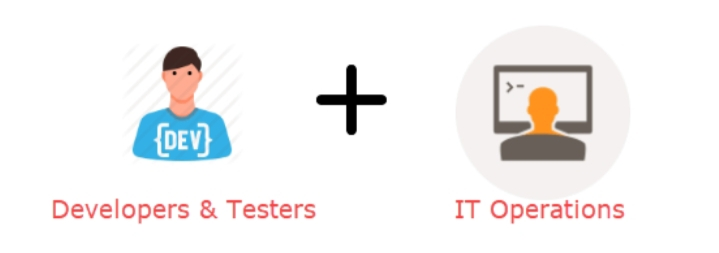 {DEV}
>-
Developers & Testers
IT Operations